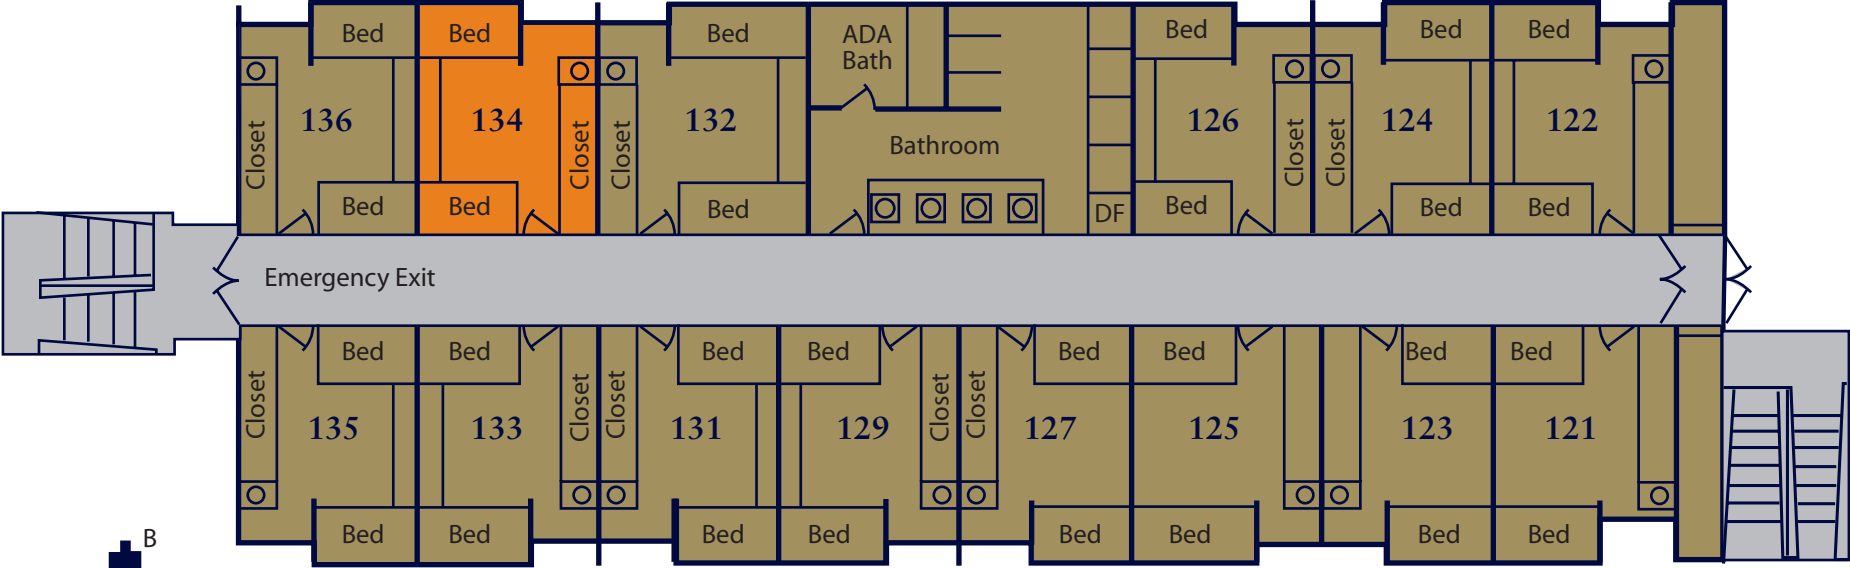 Bed
Bed
Bed
ADA
Bath
Bed
Bed
Bed
136
134
132
126
124
122
Closet
Closet
Closet
Closet
Closet
Bathroom
Bed
Bed
Bed
DF
Bed
Bed
Bed
Emergency Exit
Bed
Bed
Bed
Bed
Bed
Bed
Bed
Bed
Closet
Closet
Closet
Closet
Closet
135
133
131
129
127
125
123
121
Bed
Bed
Bed
Bed
Bed
Bed
Bed
Bed
B